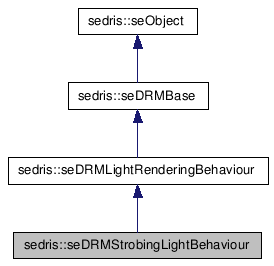 sedris::seObject
sedris::seDRMBase
sedris::seDRMLightRenderingBehaviour
sedris::seDRMStrobingLightBehaviour